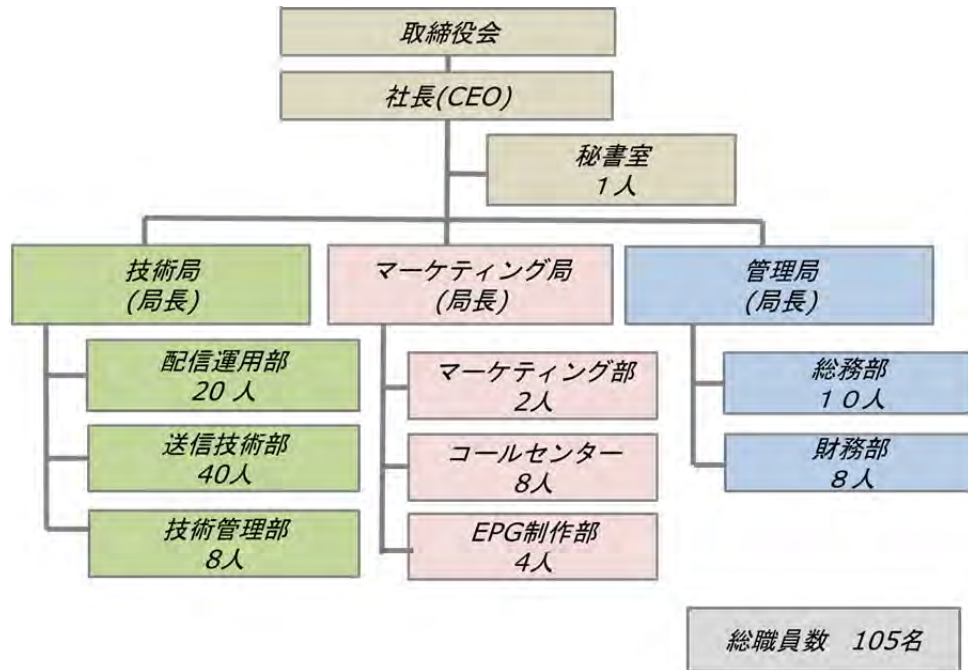 取締役会
社長(CEO)
秘書室
１人
技術局
(局長)
配信運用部
20 人
送信技術部
40人
技術管理部
8人
マーケティング局
(局長)
マーケティング部
2人
コールセンター
8人
EPG制作部
4人
管理局
(局長)
総務部
１０人
財務部
８人
総職員数　105名